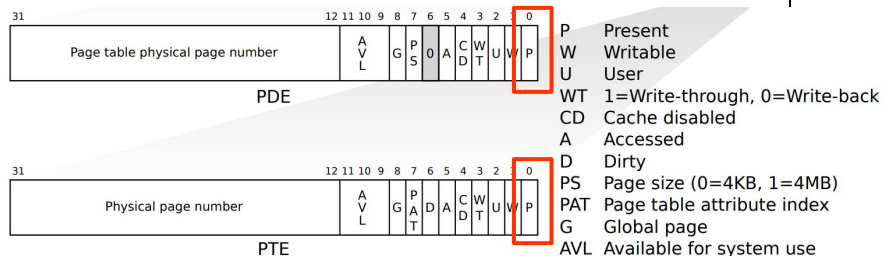 31 12 11 10 9 8 7 6 5 4 3 2 1 0
Page table physical page number A V L G P S 0 A C D W T U W P
PDE
31 12 11 10 9 8 7 6 5 4 3 2 1 0
Physical page number A V L G P A T D A C D W T U W P
PTE
P Present
W Writable
U User
WT 1=Write-through, 0=Write-back
CD Cache disabled
A Accessed
D Dirty
PS Page size (0=4KB, 1=4MB)
PAT Page table attribute index
G Global page
AVL Available for system use